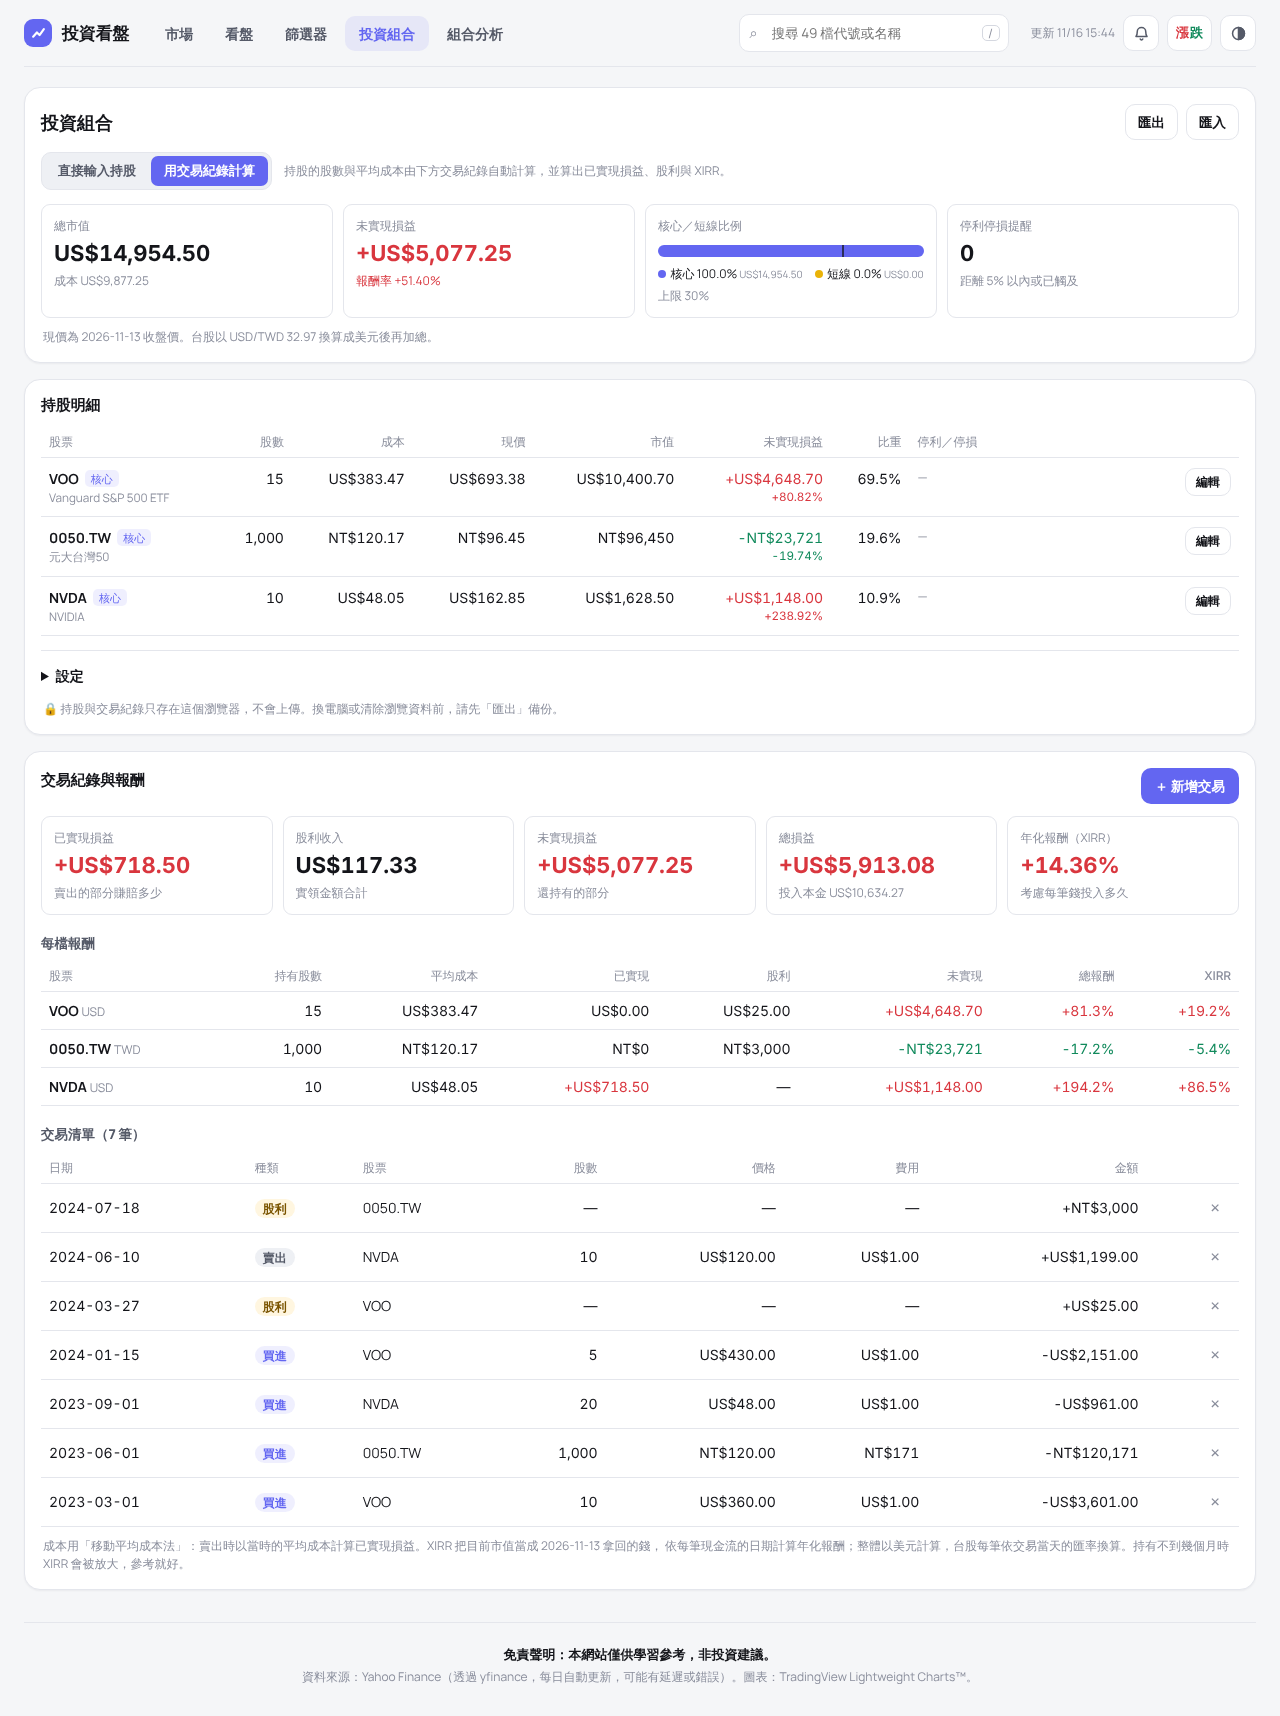 投資看盤 市場 看盤 篩選器 投資組合 組合分析 搜尋 49 檔代號或名稱 / 更新 11/16 15:44 漲跌
投資組合 匯出 匯入
直接輸入持股 用交易紀錄計算 持股的股數與平均成本由下方交易紀錄自動計算，並算出已實現損益、股利與 XIRR。
總市值 未實現損益 核心／短線比例 停利停損提醒
US$14,954.50 +US$5,077.25 0
成本 US$9,877.25 報酬率 +51.40% 核心 100.0% US$14,954.50 短線 0.0% US$0.00 距離 5% 以內或已觸及
上限 30%
現價為 2026-11-13 收盤價。台股以 USD/TWD 32.97 換算成美元後再加總。
持股明細
股票 股數 成本 現價 市值 未實現損益 比重 停利／停損
VOO 核心 15 US$383.47 US$693.38 US$10,400.70 +US$4,648.70 69.5% — 編輯
Vanguard S&P 500 ETF +80.82%
0050.TW 核心 1,000 NT$120.17 NT$96.45 NT$96,450 -NT$23,721 19.6% — 編輯
元大台灣50 -19.74%
NVDA 核心 10 US$48.05 US$162.85 US$1,628.50 +US$1,148.00 10.9% — 編輯
NVIDIA +238.92%
▶ 設定
🔒 持股與交易紀錄只存在這個瀏覽器，不會上傳。換電腦或清除瀏覽資料前，請先「匯出」備份。
交易紀錄與報酬 ＋ 新增交易
已實現損益 股利收入 未實現損益 總損益 年化報酬（XIRR）
+US$718.50 US$117.33 +US$5,077.25 +US$5,913.08 +14.36%
賣出的部分賺賠多少 實領金額合計 還持有的部分 投入本金 US$10,634.27 考慮每筆錢投入多久
每檔報酬
股票 持有股數 平均成本 已實現 股利 未實現 總報酬 XIRR
VOO USD 15 US$383.47 US$0.00 US$25.00 +US$4,648.70 +81.3% +19.2%
0050.TW TWD 1,000 NT$120.17 NT$0 NT$3,000 -NT$23,721 -17.2% -5.4%
NVDA USD 10 US$48.05 +US$718.50 — +US$1,148.00 +194.2% +86.5%
交易清單（7 筆）
日期 種類 股票 股數 價格 費用 金額
2024-07-18 股利 0050.TW — — — +NT$3,000 ×
2024-06-10 賣出 NVDA 10 US$120.00 US$1.00 +US$1,199.00 ×
2024-03-27 股利 VOO — — — +US$25.00 ×
2024-01-15 買進 VOO 5 US$430.00 US$1.00 -US$2,151.00 ×
2023-09-01 買進 NVDA 20 US$48.00 US$1.00 -US$961.00 ×
2023-06-01 買進 0050.TW 1,000 NT$120.00 NT$171 -NT$120,171 ×
2023-03-01 買進 VOO 10 US$360.00 US$1.00 -US$3,601.00 ×
成本用「移動平均成本法」：賣出時以當時的平均成本計算已實現損益。XIRR 把目前市值當成 2026-11-13 拿回的錢， 依每筆現金流的日期計算年化報酬；整體以美元計算，台股每筆依交易當天的匯率換算。持有不到幾個月時
XIRR 會被放大，參考就好。
免責聲明：本網站僅供學習參考，非投資建議。
資料來源：Yahoo Finance（透過 yfinance，每日自動更新，可能有延遲或錯誤）。圖表：TradingView Lightweight Charts™。